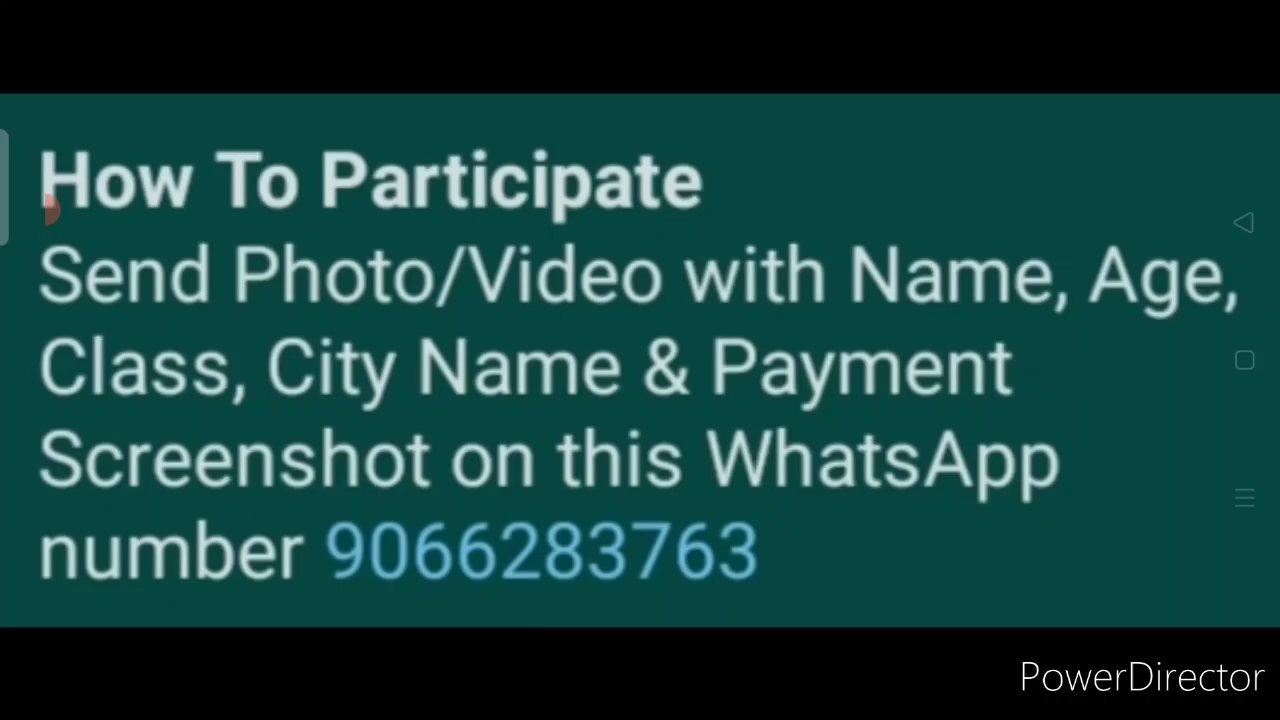 How To Participate
Send Photo/Video with Name, Age,
Class, City Name & Payment
Screenshot on this WhatsApp
number 9066283763
PowerDirector